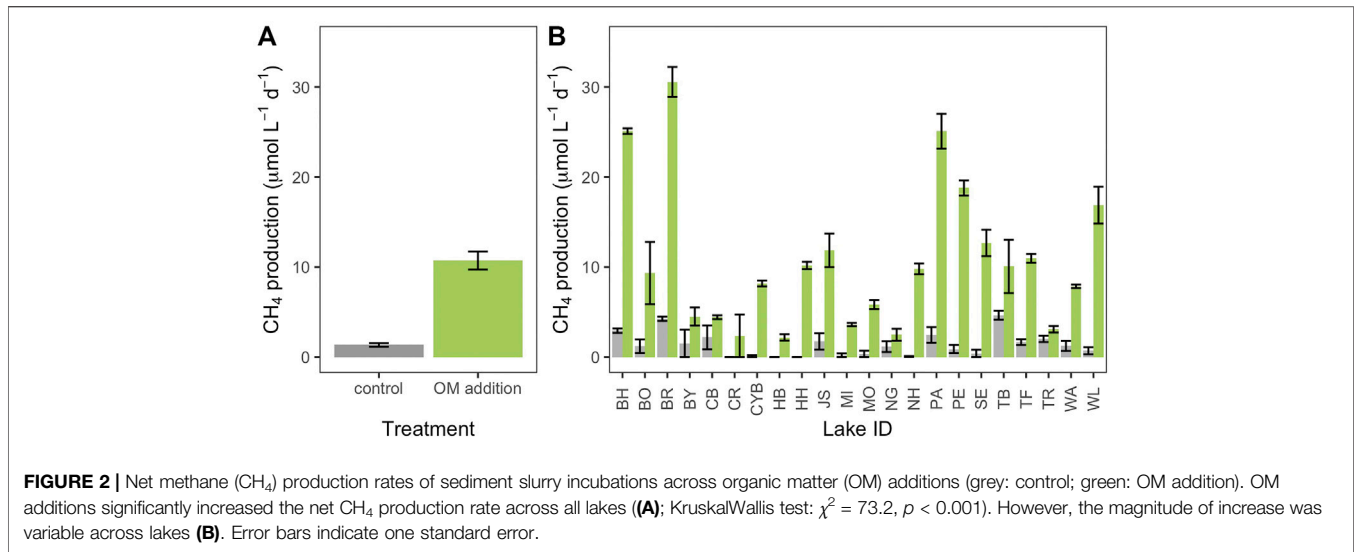 A
CH₄ production (μmol L⁻¹ d⁻¹)
30
20
10
0
control OM addition
Treatment
B
CH₄ production (μmol L⁻¹ d⁻¹)
30
20
10
0
BH BO BR BY CB CR CYB HB HH JS MI MO NG NH PA PE SE TB TF TR WA WL
Lake ID
FIGURE 2 | Net methane (CH₄) production rates of sediment slurry incubations across organic matter (OM) additions (grey: control; green: OM addition). OM
additions significantly increased the net CH₄ production rate across all lakes ((A); KruskalWallis test: χ² = 73.2, p < 0.001). However, the magnitude of increase was
variable across lakes (B). Error bars indicate one standard error.